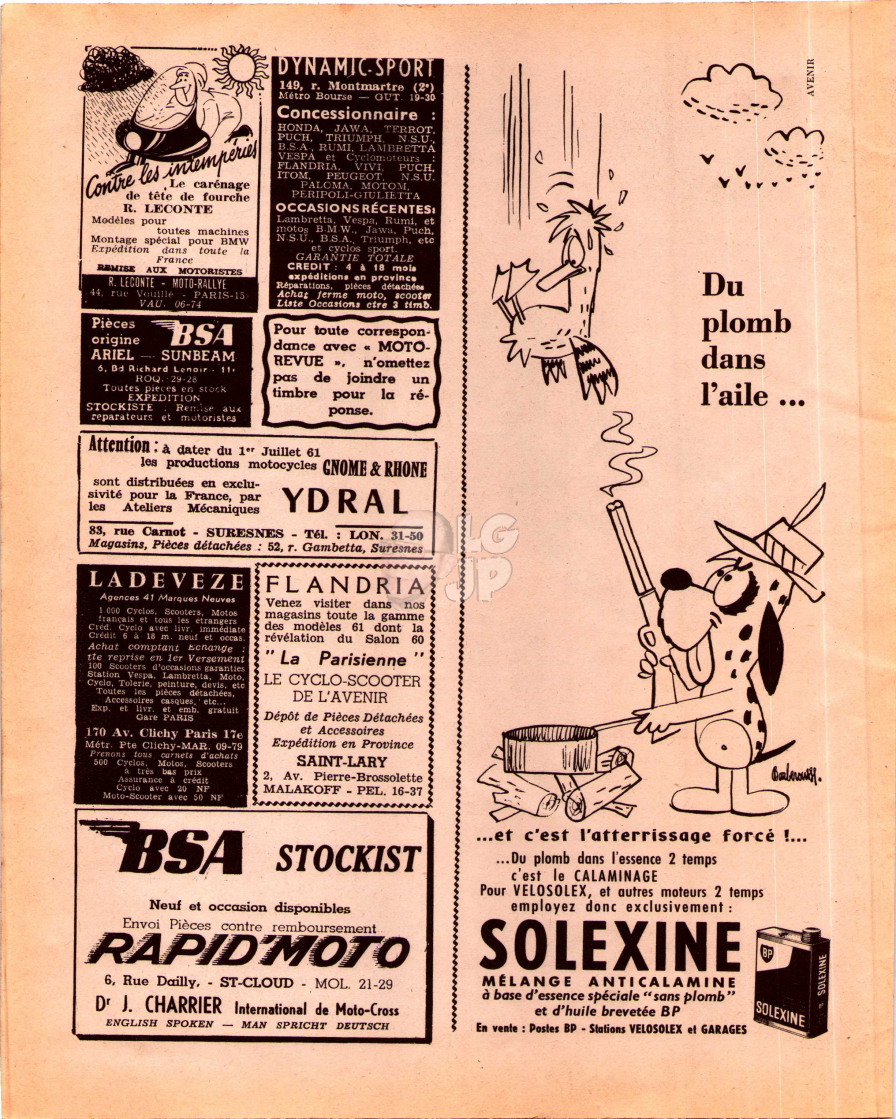 Contre les intempéries
Le carénage
de tête de fourche
R. LECONTE
Modèles pour
toutes machines
Montage spécial pour BMW
Expédition dans toute la
France
REMISE AUX MOTORISTES
R. LECONTE - MOTO-RALLYE
44, rue Vouillé - PARIS-15
VAU. 06-74
DYNAMIC-SPORT
149, r. Montmartre (2e)
Métro Bourse — GUT. 19-30
Concessionnaire :
HONDA, JAWA, TERROT,
PUCH, TRIUMPH, N.S.U.,
B.S.A., RUMI, LAMBRETTA
VESPA et Cyclomoteurs :
FLANDRIA, VIVI, PUCH,
ITOM, PEUGEOT, N.S.U.
PALOMA, MOTOM,
PERIPOLI-GIULIETTA
OCCASIONS RÉCENTES:
Lambretta, Vespa, Rumi, et
motos B.M.W., Jawa, Puch,
N.S.U., B.S.A., Triumph, etc
et cyclos sport.
GARANTIE TOTALE
CREDIT : 4 à 18 mois
expéditions en province
Réparations, pièces détachées
Achat ferme moto, scooter
Liste Occasions ctre 3 timb.
Pièces
origine BSA
ARIEL — SUNBEAM
6, Bd Richard Lenoir - 11e
ROQ. 29-28
Toutes pièces en stock
EXPEDITION
STOCKISTE : Remise aux
reparateurs et motoristes
Pour toute correspon-
dance avec « MOTO-
REVUE », n'omettez
pas de joindre un
timbre pour la ré-
ponse.
Attention : à dater du 1er Juillet 61
les productions motocycles GNOME & RHONE
sont distribuées en exclu-
sivité pour la France, par
les Ateliers Mécaniques YDRAL
83, rue Carnot - SURESNES - Tél. : LON. 31-50
Magasins, Pièces détachées : 52, r. Gambetta, Suresnes
LADEVEZE
Agences 41 Marques Neuves
1 000 Cyclos, Scooters, Motos
français et tous les étrangers
Créd. Cyclo avec livr. immédiate
Crédit 6 à 18 m. neuf et occas.
Achat comptant Echange :
tte reprise en 1er Versement
100 Scooters d'occasions garanties
Station Vespa, Lambretta, Moto,
Cyclo, Tolerie, peinture, devis, etc
Toutes les pièces détachées,
Accessoires casques, etc...
Exp. et livr. et emb. gratuit
Gare PARIS
170 Av. Clichy Paris 17e
Métr. Pte Clichy-MAR. 09-79
Prenons tous carnets d'achats
500 Cyclos, Motos, Scooters
à très bas prix
Assurance à crédit
Cyclo avec 20 NF
Moto-Scooter avec 50 NF
FLANDRIA
Venez visiter dans nos
magasins toute la gamme
des modèles 61 dont la
révélation du Salon 60
" La Parisienne "
LE CYCLO-SCOOTER
DE L'AVENIR
Dépôt de Pièces Détachées
et Accessoires
Expédition en Province
SAINT-LARY
2, Av. Pierre-Brossolette
MALAKOFF - PEL. 16-37
BSA STOCKIST
Neuf et occasion disponibles
Envoi Pièces contre remboursement
RAPID'MOTO
6, Rue Dailly, - ST-CLOUD - MOL. 21-29
Dr J. CHARRIER International de Moto-Cross
ENGLISH SPOKEN — MAN SPRICHT DEUTSCH
AVENIR
Du
plomb
dans
l'aile ...
...et c'est l'atterrissage forcé !...
...Du plomb dans l'essence 2 temps
c'est le CALAMINAGE
Pour VELOSOLEX, et autres moteurs 2 temps
employez donc exclusivement :
SOLEXINE
MÉLANGE ANTICALAMINE
à base d'essence spéciale "sans plomb"
et d'huile brevetée BP
En vente : Postes BP - Stations VELOSOLEX et GARAGES
BP
SOLEXINE
SOLEXINE
LG
JP